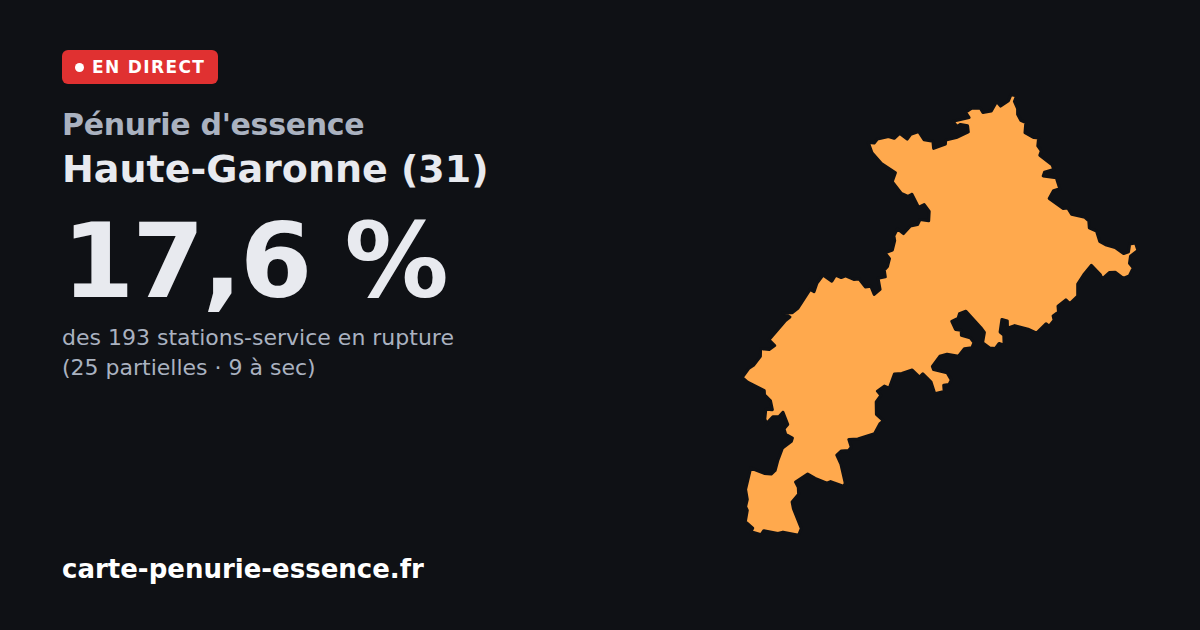 EN DIRECT
Pénurie d'essence
Haute-Garonne (31)
17,6 %
des 193 stations-service en rupture
(25 partielles · 9 à sec)
carte-penurie-essence.fr